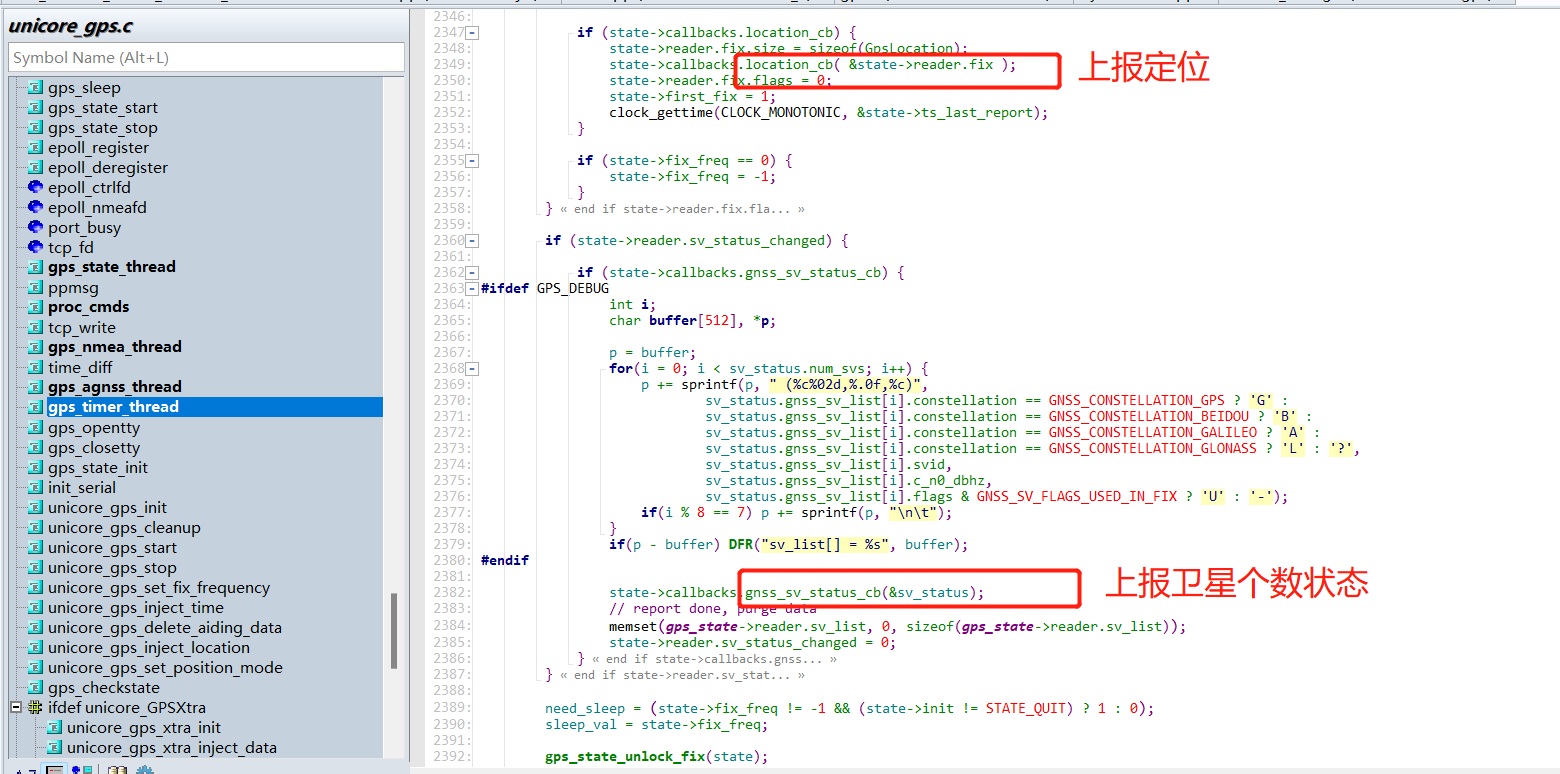 unicore_gps.c
Symbol Name (Alt+L)
gps_sleep
gps_state_start
gps_state_stop
epoll_register
epoll_deregister
epoll_ctrlfd
epoll_nmeafd
port_busy
tcp_fd
gps_state_thread
ppmsg
proc_cmds
tcp_write
gps_nmea_thread
time_diff
gps_agnss_thread
gps_timer_thread
gps_opentty
gps_closetty
gps_state_init
init_serial
unicore_gps_init
unicore_gps_cleanup
unicore_gps_start
unicore_gps_stop
unicore_gps_set_fix_frequency
unicore_gps_inject_time
unicore_gps_delete_aiding_data
unicore_gps_inject_location
unicore_gps_set_position_mode
gps_checkstate
ifdef unicore_GPSXtra
unicore_gps_xtra_init
unicore_gps_xtra_inject_data
2346:
2347: if (state->callbacks.location_cb) {
2348: state->reader.fix.size = sizeof(GpsLocation);
2349: state->callbacks.location_cb( &state->reader.fix );
2350: state->reader.fix.flags = 0;
2351: state->first_fix = 1;
2352: clock_gettime(CLOCK_MONOTONIC, &state->ts_last_report);
2353: }
2354:
2355: if (state->fix_freq == 0) {
2356: state->fix_freq = -1;
2357: }
2358: } « end if state->reader.fix.fla... »
2359:
2360: if (state->reader.sv_status_changed) {
2361:
2362: if (state->callbacks.gnss_sv_status_cb) {
2363: #ifdef GPS_DEBUG
2364: int i;
2365: char buffer[512], *p;
2366:
2367: p = buffer;
2368: for(i = 0; i < sv_status.num_svs; i++) {
2369: p += sprintf(p, " (%c%02d,%.0f,%c)",
2370: sv_status.gnss_sv_list[i].constellation == GNSS_CONSTELLATION_GPS ? 'G' :
2371: sv_status.gnss_sv_list[i].constellation == GNSS_CONSTELLATION_BEIDOU ? 'B' :
2372: sv_status.gnss_sv_list[i].constellation == GNSS_CONSTELLATION_GALILEO ? 'A' :
2373: sv_status.gnss_sv_list[i].constellation == GNSS_CONSTELLATION_GLONASS ? 'L' : '?',
2374: sv_status.gnss_sv_list[i].svid,
2375: sv_status.gnss_sv_list[i].c_n0_dbhz,
2376: sv_status.gnss_sv_list[i].flags & GNSS_SV_FLAGS_USED_IN_FIX ? 'U' : '-');
2377: if(i % 8 == 7) p += sprintf(p, "\n\t");
2378: }
2379: if(p - buffer) DFR("sv_list[] = %s", buffer);
2380: #endif
2381:
2382: state->callbacks.gnss_sv_status_cb(&sv_status);
2383: // report done, purge data
2384: memset(gps_state->reader.sv_list, 0, sizeof(gps_state->reader.sv_list));
2385: state->reader.sv_status_changed = 0;
2386: } « end if state->callbacks.gnss... »
2387: } « end if state->reader.sv_stat... »
2388:
2389: need_sleep = (state->fix_freq != -1 && (state->init != STATE_QUIT) ? 1 : 0);
2390: sleep_val = state->fix_freq;
2391:
2392: gps_state_unlock_fix(state);
上报定位
上报卫星个数状态